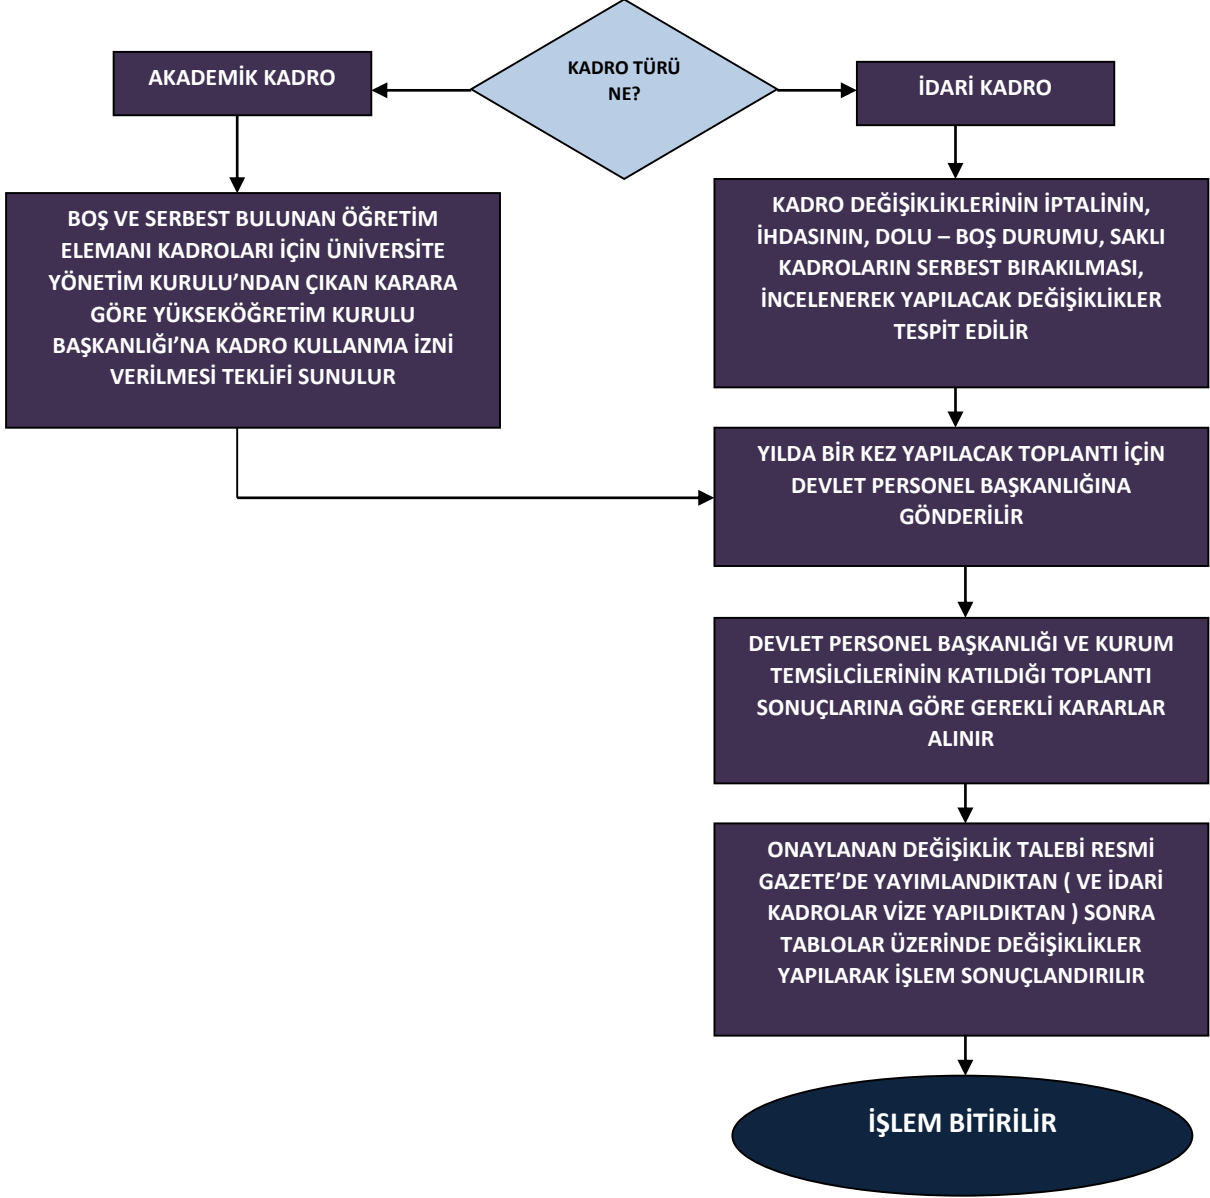 KADRO TÜRÜ
NE?
AKADEMİK KADRO
İDARİ KADRO
BOŞ VE SERBEST BULUNAN ÖĞRETİM
ELEMANI KADROLARI İÇİN ÜNİVERSİTE
YÖNETİM KURULU’NDAN ÇIKAN KARARA
GÖRE YÜKSEKÖĞRETİM KURULU
BAŞKANLIĞI’NA KADRO KULLANMA İZNİ
VERİLMESİ TEKLİFİ SUNULUR
KADRO DEĞİŞİKLİKLERİNİN İPTALİNİN,
İHDASININ, DOLU – BOŞ DURUMU, SAKLI
KADROLARIN SERBEST BIRAKILMASI,
İNCELENEREK YAPILACAK DEĞİŞİKLİKLER
TESPİT EDİLİR
YILDA BİR KEZ YAPILACAK TOPLANTI İÇİN
DEVLET PERSONEL BAŞKANLIĞINA
GÖNDERİLİR
DEVLET PERSONEL BAŞKANLIĞI VE KURUM
TEMSİLCİLERİNİN KATILDIĞI TOPLANTI
SONUÇLARINA GÖRE GEREKLİ KARARLAR
ALINIR
ONAYLANAN DEĞİŞİKLİK TALEBİ RESMİ
GAZETE’DE YAYIMLANDIKTAN ( VE İDARİ
KADROLAR VİZE YAPILDIKTAN ) SONRA
TABLOLAR ÜZERİNDE DEĞİŞİKLİKLER
YAPILARAK İŞLEM SONUÇLANDIRILIR
İŞLEM BİTİRİLİR